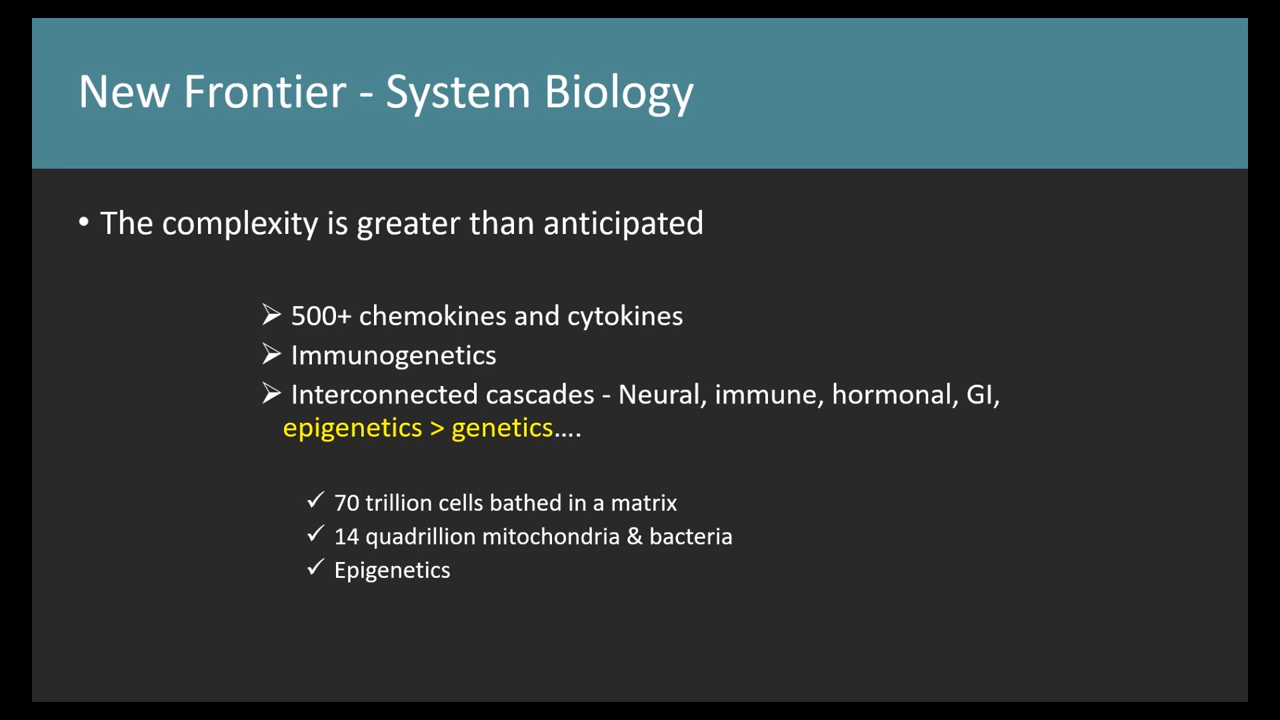 New Frontier - System Biology
• The complexity is greater than anticipated
➢ 500+ chemokines and cytokines
➢ Immunogenetics
➢ Interconnected cascades - Neural, immune, hormonal, GI,
epigenetics > genetics….
✓ 70 trillion cells bathed in a matrix
✓ 14 quadrillion mitochondria & bacteria
✓ Epigenetics